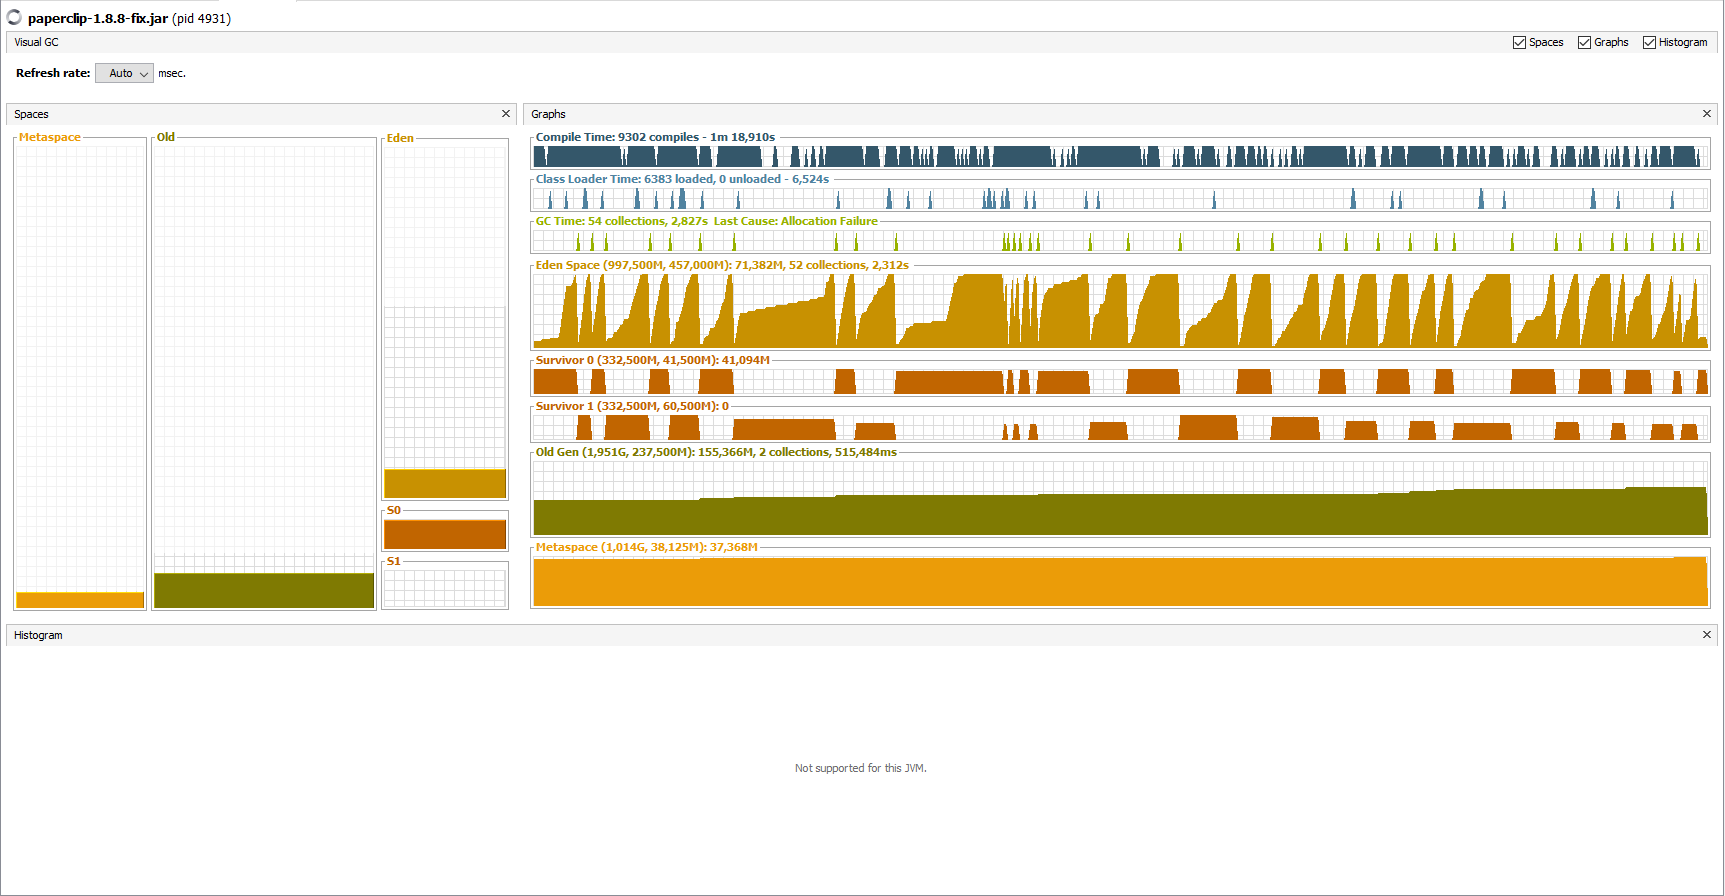 paperclip-1.8.8-fix.jar (pid 4931)
Visual GC
Spaces
Graphs
Histogram
Refresh rate: Auto msec.
Spaces
Metaspace
Old
Eden
S0
S1
Graphs
Compile Time: 9302 compiles - 1m 18,910s
Class Loader Time: 6383 loaded, 0 unloaded - 6,524s
GC Time: 54 collections, 2,827s Last Cause: Allocation Failure
Eden Space (997,500M, 457,000M): 71,382M, 52 collections, 2,312s
Survivor 0 (332,500M, 41,500M): 41,094M
Survivor 1 (332,500M, 60,500M): 0
Old Gen (1,951G, 237,500M): 155,366M, 2 collections, 515,484ms
Metaspace (1,014G, 38,125M): 37,368M
Histogram
Not supported for this JVM.